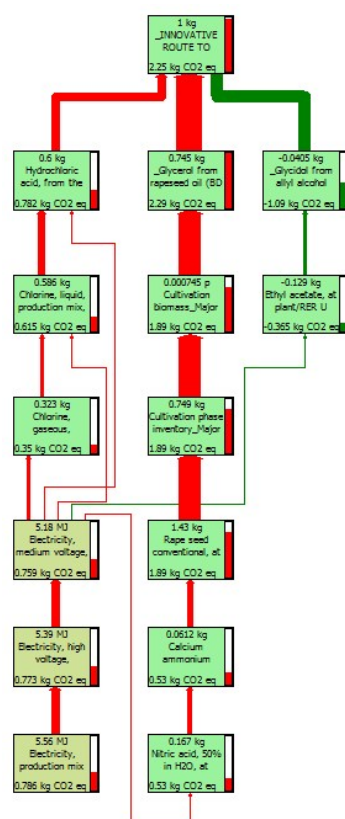 1 kg
_INNOVATIVE
ROUTE TO
2.25 kg CO2 eq
0.6 kg
Hydrochloric
acid, from the
0.782 kg CO2 eq
0.745 kg
_Glycerol from
rapeseed oil (BD
2.29 kg CO2 eq
-0.0405 kg
_Glycidol from
allyl alcohol
-1.09 kg CO2 eq
0.586 kg
Chlorine, liquid,
production mix,
0.615 kg CO2 eq
0.000745 p
Cultivation
biomass_Major
1.89 kg CO2 eq
-0.129 kg
Ethyl acetate, at
plant/RER U
-0.365 kg CO2 eq
0.323 kg
Chlorine,
gaseous,
0.35 kg CO2 eq
0.749 kg
Cultivation phase
inventory_Major
1.89 kg CO2 eq
5.18 MJ
Electricity,
medium voltage,
0.759 kg CO2 eq
1.43 kg
Rape seed
conventional, at
1.89 kg CO2 eq
5.39 MJ
Electricity, high
voltage,
0.773 kg CO2 eq
0.0612 kg
Calcium
ammonium
0.53 kg CO2 eq
5.56 MJ
Electricity,
production mix
0.786 kg CO2 eq
0.167 kg
Nitric acid, 50%
in H2O, at
0.53 kg CO2 eq